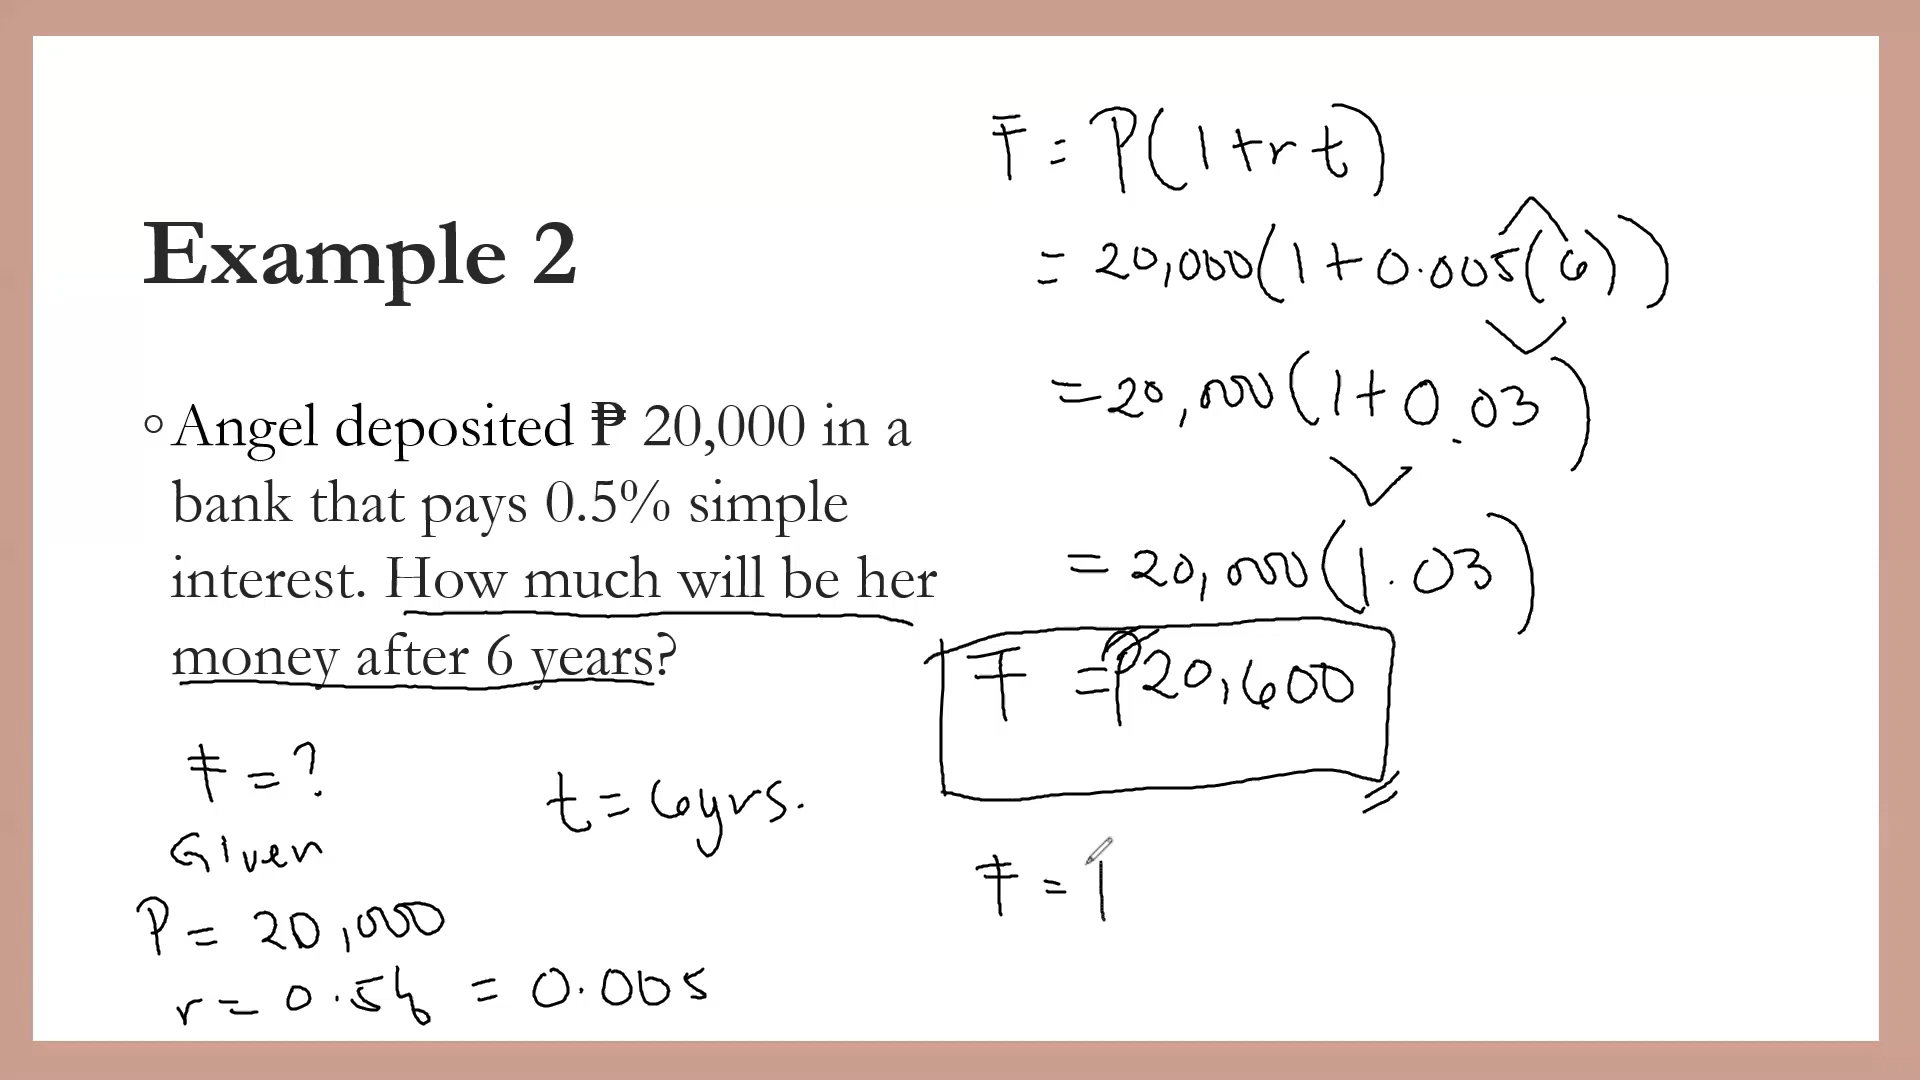 Example 2
◦Angel deposited ₱ 20,000 in a
bank that pays 0.5% simple
interest. How much will be her
money after 6 years?
F = ?
t = 6yrs.
Given
P = 20,000
r = 0.5% = 0.005
F = P(1+rt)
= 20,000(1+0.005(6))
= 20,000(1+0.03)
= 20,000(1.03)
F = ₱20,600
F =